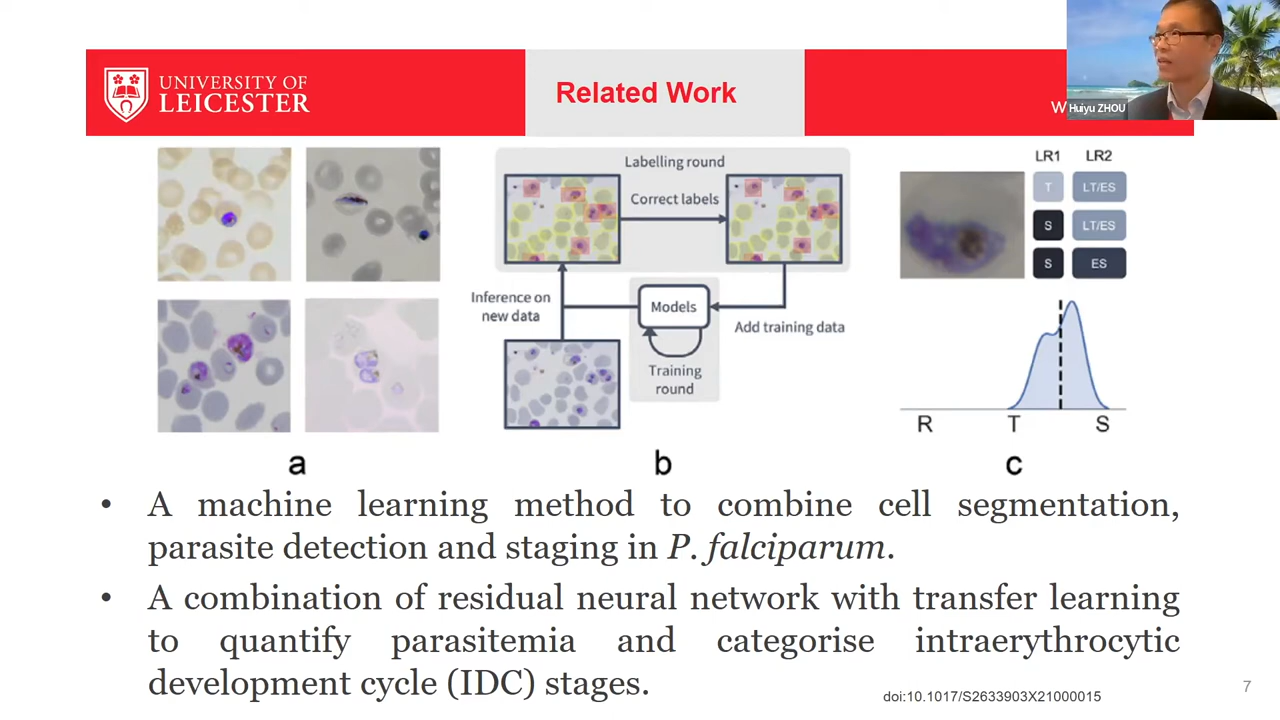 UNIVERSITY OF
LEICESTER
Related Work
W
Huiyu ZHOU
Labelling round
Correct labels
Inference on
new data
Models
Add training data
Training
round
LR1 LR2
T LT/ES
S LT/ES
S ES
R T S
a b c
• A machine learning method to combine cell segmentation,
parasite detection and staging in P. falciparum.
• A combination of residual neural network with transfer learning
to quantify parasitemia and categorise intraerythrocytic
development cycle (IDC) stages.
doi:10.1017/S2633903X21000015
7